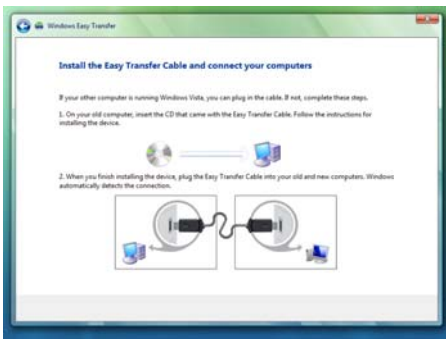 Windows Easy Transfer
Install the Easy Transfer Cable and connect your computers
If your other computer is running Windows Vista, you can plug in the cable. If not, complete these steps.
1. On your old computer, insert the CD that came with the Easy Transfer Cable. Follow the instructions for
installing the device.
2. When you finish installing the device, plug the Easy Transfer Cable into your old and new computers. Windows
automatically detects the connection.